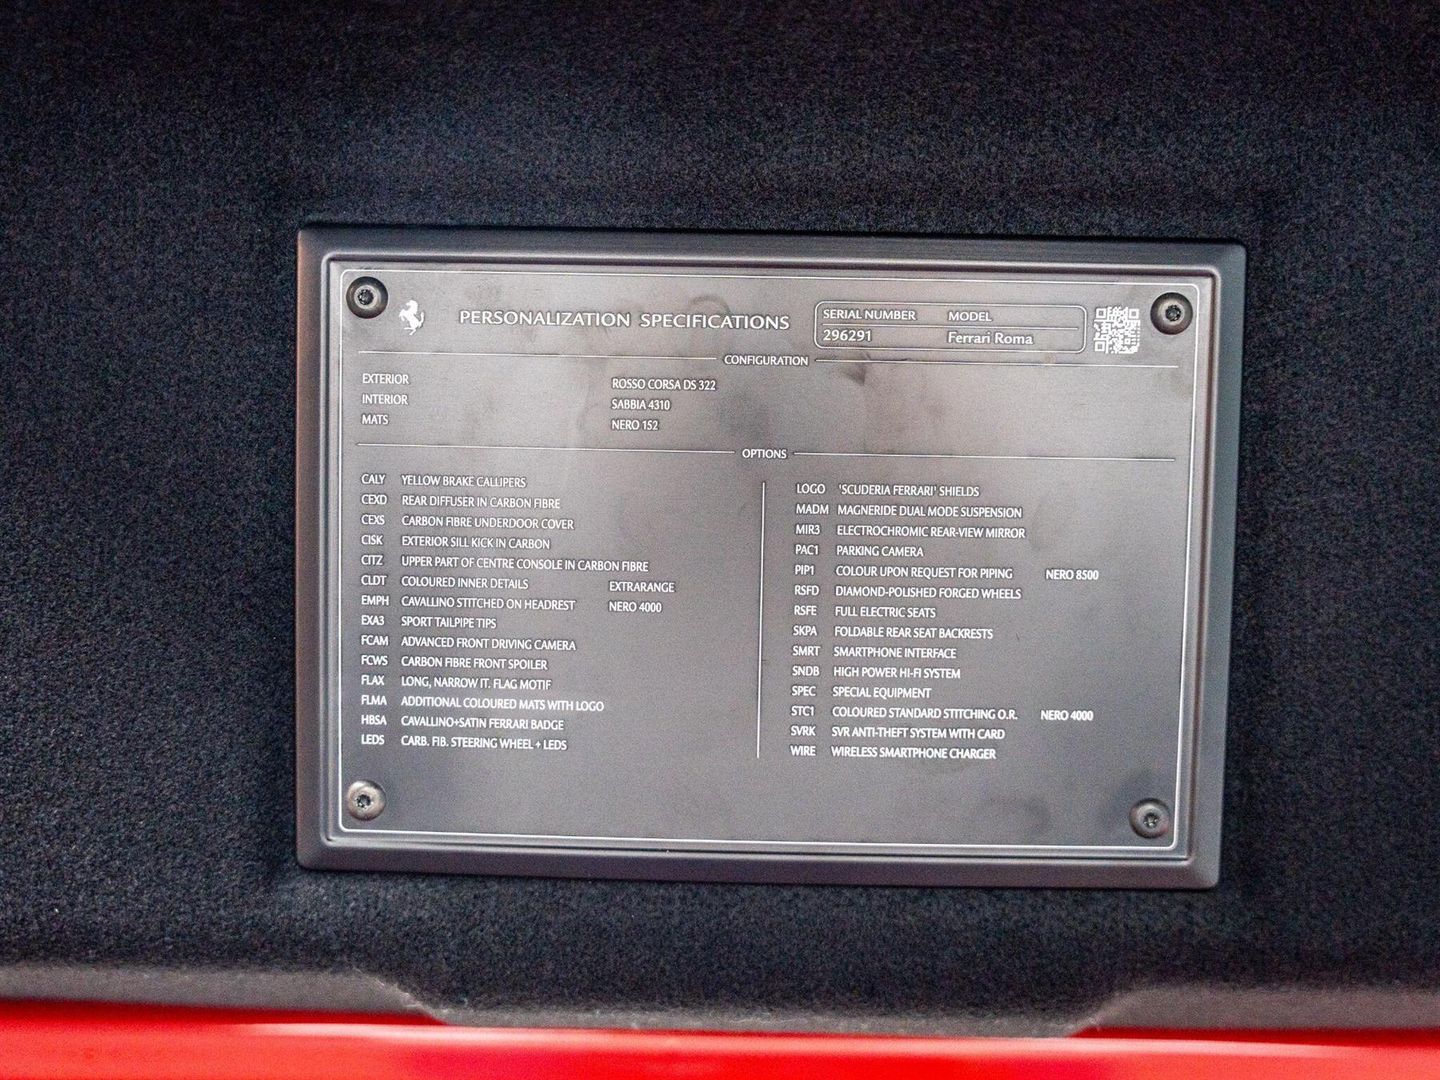 PERSONALIZATION SPECIFICATIONS
SERIAL NUMBER MODEL
296291 Ferrari Roma
CONFIGURATION
EXTERIOR ROSSO CORSA DS 322
INTERIOR SABBIA 4310
MATS NERO 152
OPTIONS
CALY YELLOW BRAKE CALLIPERS
CEXD REAR DIFFUSER IN CARBON FIBRE
CEXS CARBON FIBRE UNDERDOOR COVER
CISK EXTERIOR SILL KICK IN CARBON
CITZ UPPER PART OF CENTRE CONSOLE IN CARBON FIBRE
CLDT COLOURED INNER DETAILS EXTRARANGE
EMPH CAVALLINO STITCHED ON HEADREST NERO 4000
EXA3 SPORT TAILPIPE TIPS
FCAM ADVANCED FRONT DRIVING CAMERA
FCWS CARBON FIBRE FRONT SPOILER
FLAX LONG, NARROW IT. FLAG MOTIF
FLMA ADDITIONAL COLOURED MATS WITH LOGO
HBSA CAVALLINO+SATIN FERRARI BADGE
LEDS CARB. FIB. STEERING WHEEL + LEDS
LOGO 'SCUDERIA FERRARI' SHIELDS
MADM MAGNERIDE DUAL MODE SUSPENSION
MIR3 ELECTROCHROMIC REAR-VIEW MIRROR
PAC1 PARKING CAMERA
PIP1 COLOUR UPON REQUEST FOR PIPING NERO 8500
RSFD DIAMOND-POLISHED FORGED WHEELS
RSFE FULL ELECTRIC SEATS
SKPA FOLDABLE REAR SEAT BACKRESTS
SMRT SMARTPHONE INTERFACE
SNDB HIGH POWER HI-FI SYSTEM
SPEC SPECIAL EQUIPMENT
STC1 COLOURED STANDARD STITCHING O.R. NERO 4000
SVRK SVR ANTI-THEFT SYSTEM WITH CARD
WIRE WIRELESS SMARTPHONE CHARGER